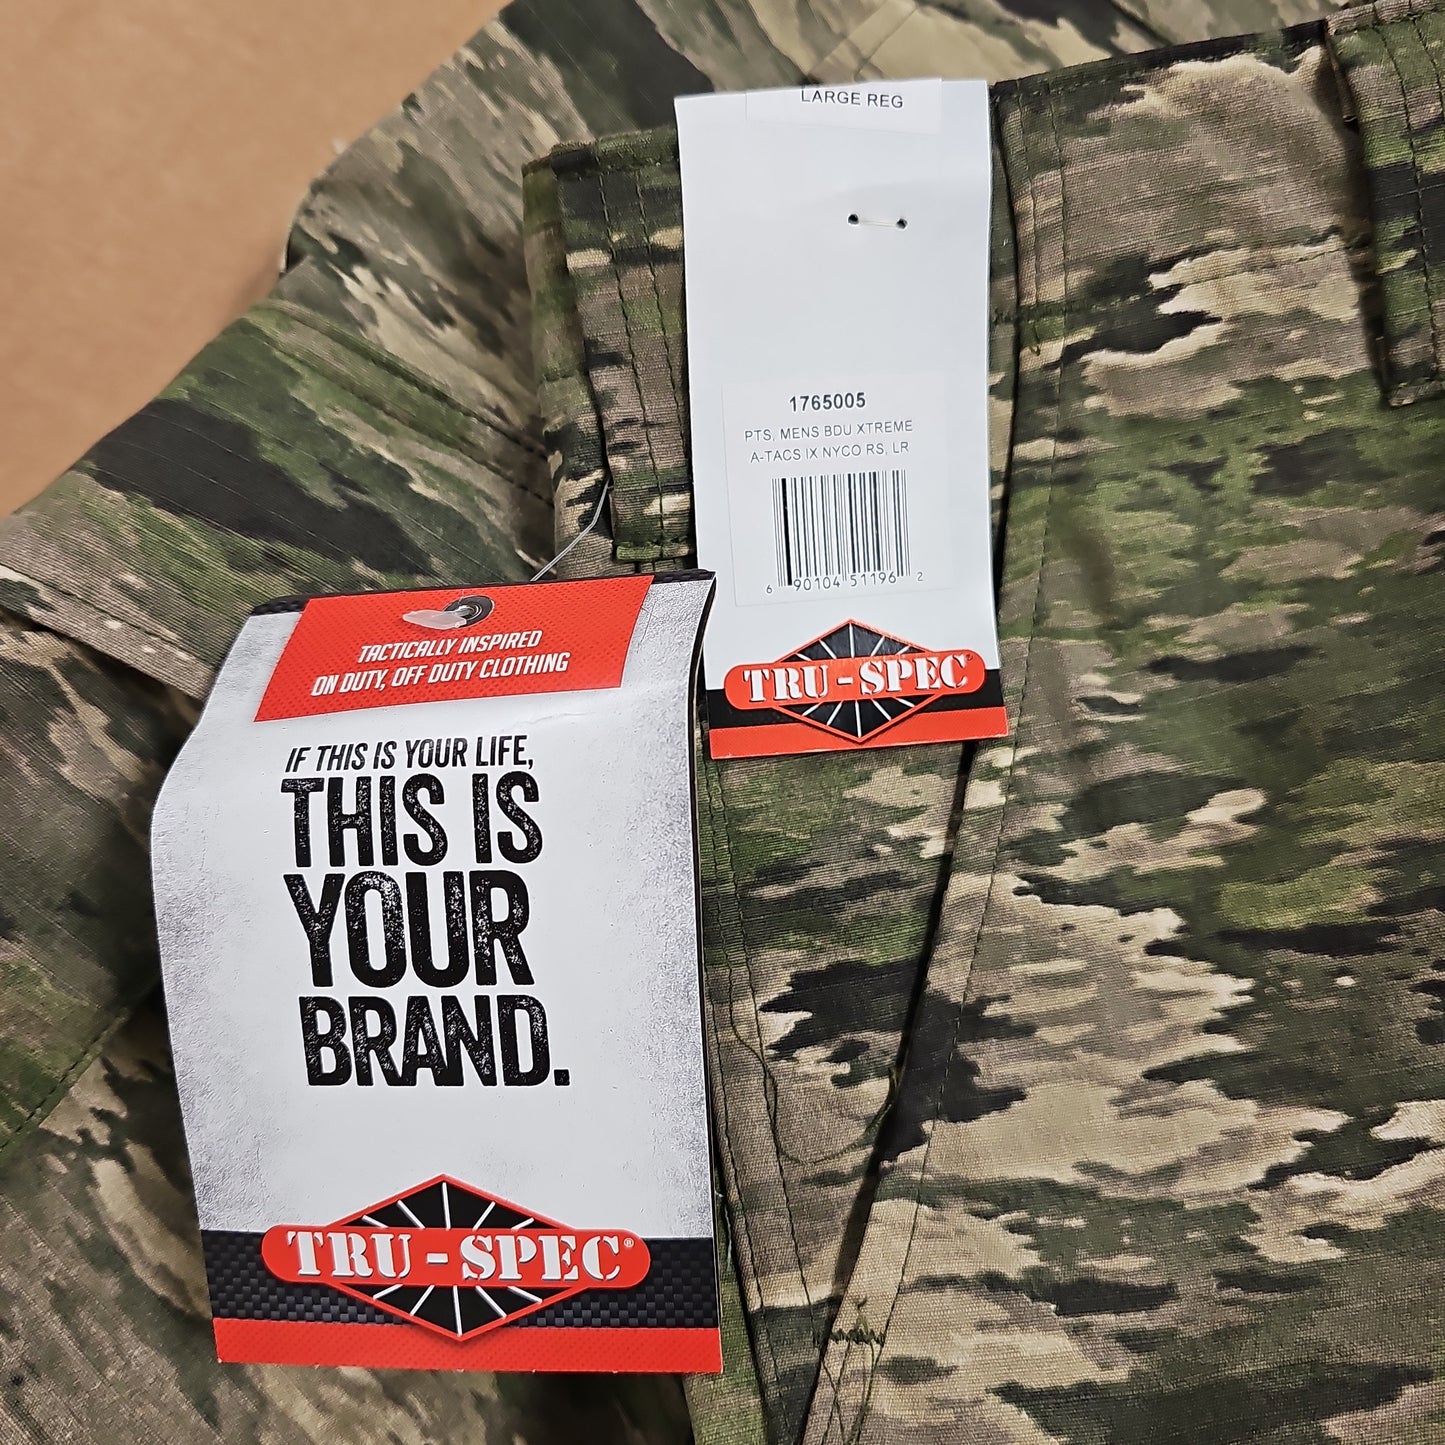 LARGE REG
1765005
PTS, MENS BDU XTREME
A-TACS IX NYCO RS, LR
6 90104 51196 2
TRU-SPEC®
TACTICALLY INSPIRED
ON DUTY, OFF DUTY CLOTHING
IF THIS IS YOUR LIFE,
THIS IS
YOUR
BRAND.
TRU-SPEC®